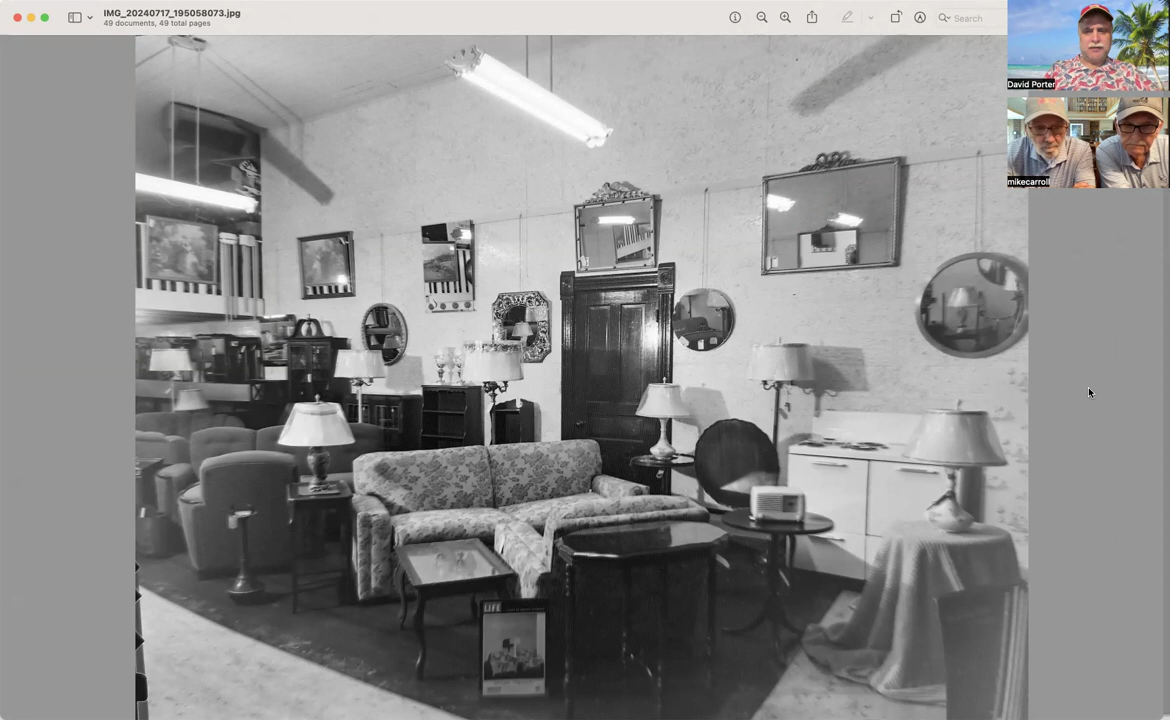 IMG_20240717_195058073.jpg
49 documents, 49 total pages
Search
David Porter
mikecarroll
LIFE